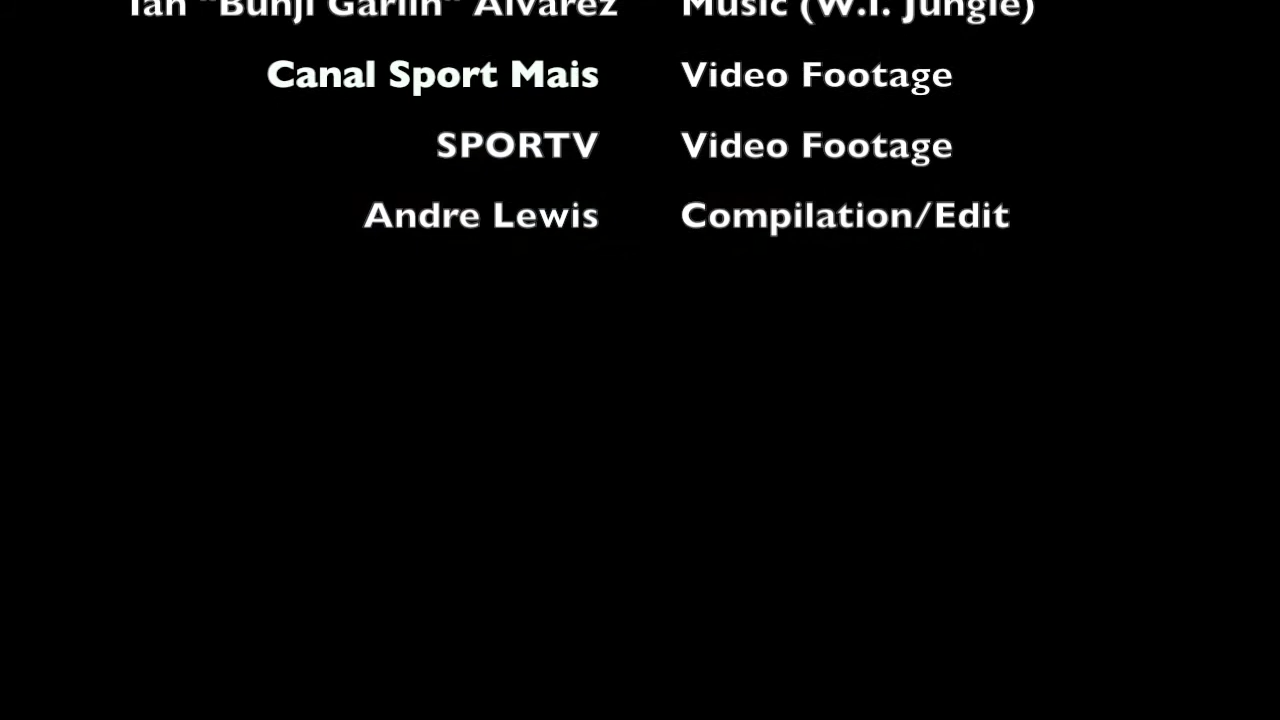 Ian "Bunji Garlin" Alvarez Music (W.I. Jungle)
Canal Sport Mais Video Footage
SPORTV Video Footage
Andre Lewis Compilation/Edit